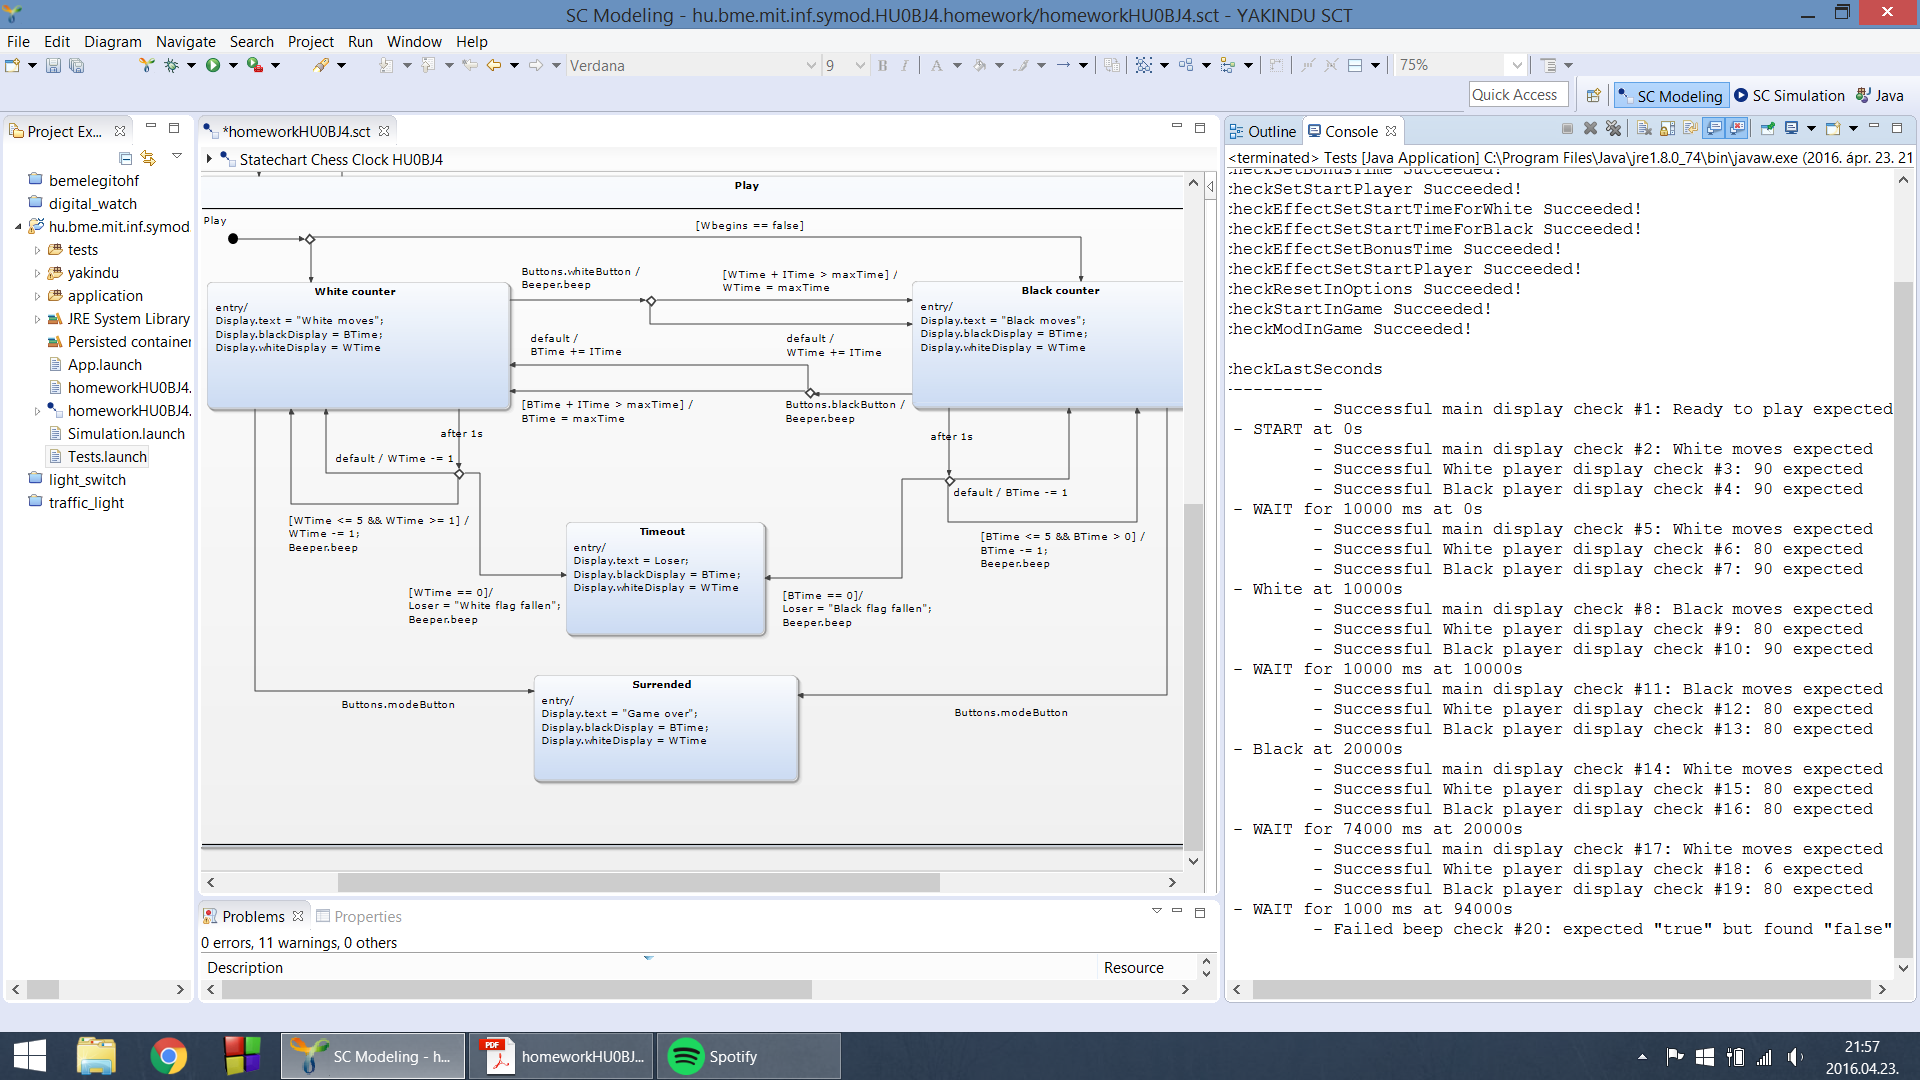 SC Modeling - hu.bme.mit.inf.symod.HU0BJ4.homework/homeworkHU0BJ4.sct - YAKINDU SCT
File Edit Diagram Navigate Search Project Run Window Help
Verdana 9 B I A 75%
Quick Access SC Modeling SC Simulation Java
Project Ex...
bemelegitohf
digital_watch
hu.bme.mit.inf.symod
tests
yakindu
application
JRE System Library
Persisted container
App.launch
homeworkHU0BJ4.
homeworkHU0BJ4.
Simulation.launch
Tests.launch
light_switch
traffic_light
*homeworkHU0BJ4.sct
Statechart Chess Clock HU0BJ4
Play
Play
[Wbegins == false]
White counter
entry/
Display.text = "White moves";
Display.blackDisplay = BTime;
Display.whiteDisplay = WTime
Buttons.whiteButton /
Beeper.beep
[WTime + ITime > maxTime] /
WTime = maxTime
Black counter
entry/
Display.text = "Black moves";
Display.blackDisplay = BTime;
Display.whiteDisplay = WTime
default /
BTime += ITime
default /
WTime += ITime
[BTime + ITime > maxTime] /
BTime = maxTime
Buttons.blackButton /
Beeper.beep
after 1s
default / WTime -= 1
[WTime <= 5 && WTime >= 1] /
WTime -= 1;
Beeper.beep
after 1s
default / BTime -= 1
[BTime <= 5 && BTime > 0] /
BTime -= 1;
Beeper.beep
Timeout
entry/
Display.text = Loser;
Display.blackDisplay = BTime;
Display.whiteDisplay = WTime
[WTime == 0]/
Loser = "White flag fallen";
Beeper.beep
[BTime == 0]/
Loser = "Black flag fallen";
Beeper.beep
Surrended
entry/
Display.text = "Game over";
Display.blackDisplay = BTime;
Display.whiteDisplay = WTime
Buttons.modeButton
Buttons.modeButton
Problems Properties
0 errors, 11 warnings, 0 others
Description Resource
Outline Console
<terminated> Tests [Java Application] C:\Program Files\Java\jre1.8.0_74\bin\javaw.exe (2016. ápr. 23. 21
checkSetBonusTime Succeeded!
checkSetStartPlayer Succeeded!
checkEffectSetStartTimeForWhite Succeeded!
checkEffectSetStartTimeForBlack Succeeded!
checkEffectSetBonusTime Succeeded!
checkEffectSetStartPlayer Succeeded!
checkResetInOptions Succeeded!
checkStartInGame Succeeded!
checkModInGame Succeeded!
checkLastSeconds
----------
- Successful main display check #1: Ready to play expected
- START at 0s
- Successful main display check #2: White moves expected
- Successful White player display check #3: 90 expected
- Successful Black player display check #4: 90 expected
- WAIT for 10000 ms at 0s
- Successful main display check #5: White moves expected
- Successful White player display check #6: 80 expected
- Successful Black player display check #7: 90 expected
- White at 10000s
- Successful main display check #8: Black moves expected
- Successful White player display check #9: 80 expected
- Successful Black player display check #10: 90 expected
- WAIT for 10000 ms at 10000s
- Successful main display check #11: Black moves expected
- Successful White player display check #12: 80 expected
- Successful Black player display check #13: 80 expected
- Black at 20000s
- Successful main display check #14: White moves expected
- Successful White player display check #15: 80 expected
- Successful Black player display check #16: 80 expected
- WAIT for 74000 ms at 20000s
- Successful main display check #17: White moves expected
- Successful White player display check #18: 6 expected
- Successful Black player display check #19: 80 expected
- WAIT for 1000 ms at 94000s
- Failed beep check #20: expected "true" but found "false"
SC Modeling - h... homeworkHU0BJ... Spotify
21:57
2016.04.23.